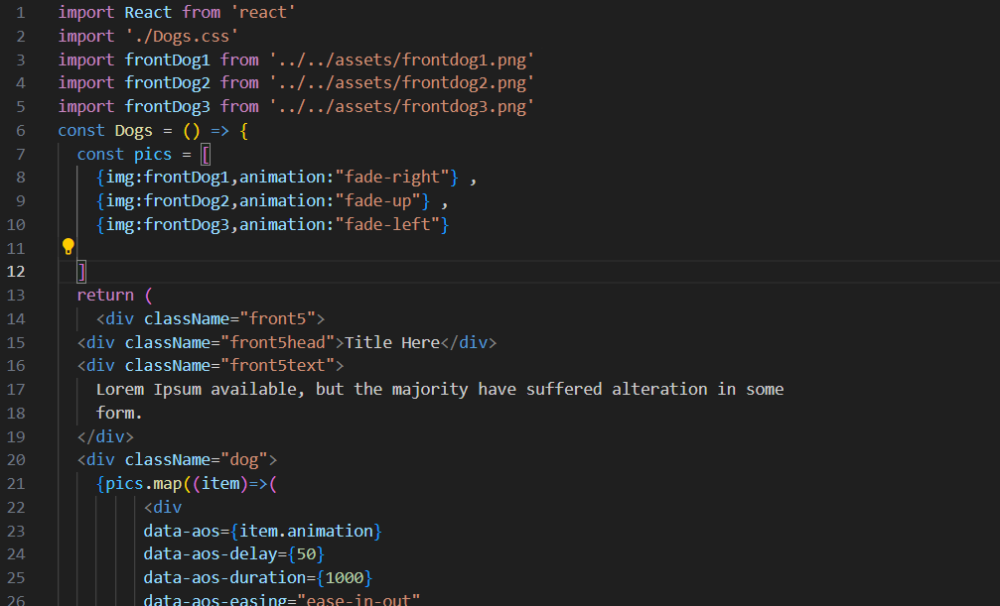 1 import React from 'react'
2 import './Dogs.css'
3 import frontDog1 from '../../assets/frontdog1.png'
4 import frontDog2 from '../../assets/frontdog2.png'
5 import frontDog3 from '../../assets/frontdog3.png'
6 const Dogs = () => {
7   const pics = [
8     {img:frontDog1,animation:"fade-right"} ,
9     {img:frontDog2,animation:"fade-up"} ,
10     {img:frontDog3,animation:"fade-left"}
11
12   ]
13   return (
14     <div className="front5">
15   <div className="front5head">Title Here</div>
16   <div className="front5text">
17     Lorem Ipsum available, but the majority have suffered alteration in some
18     form.
19   </div>
20   <div className="dog">
21     {pics.map((item)=>(
22          <div
23          data-aos={item.animation}
24          data-aos-delay={50}
25          data-aos-duration={1000}
26          data-aos-easing="ease-in-out"